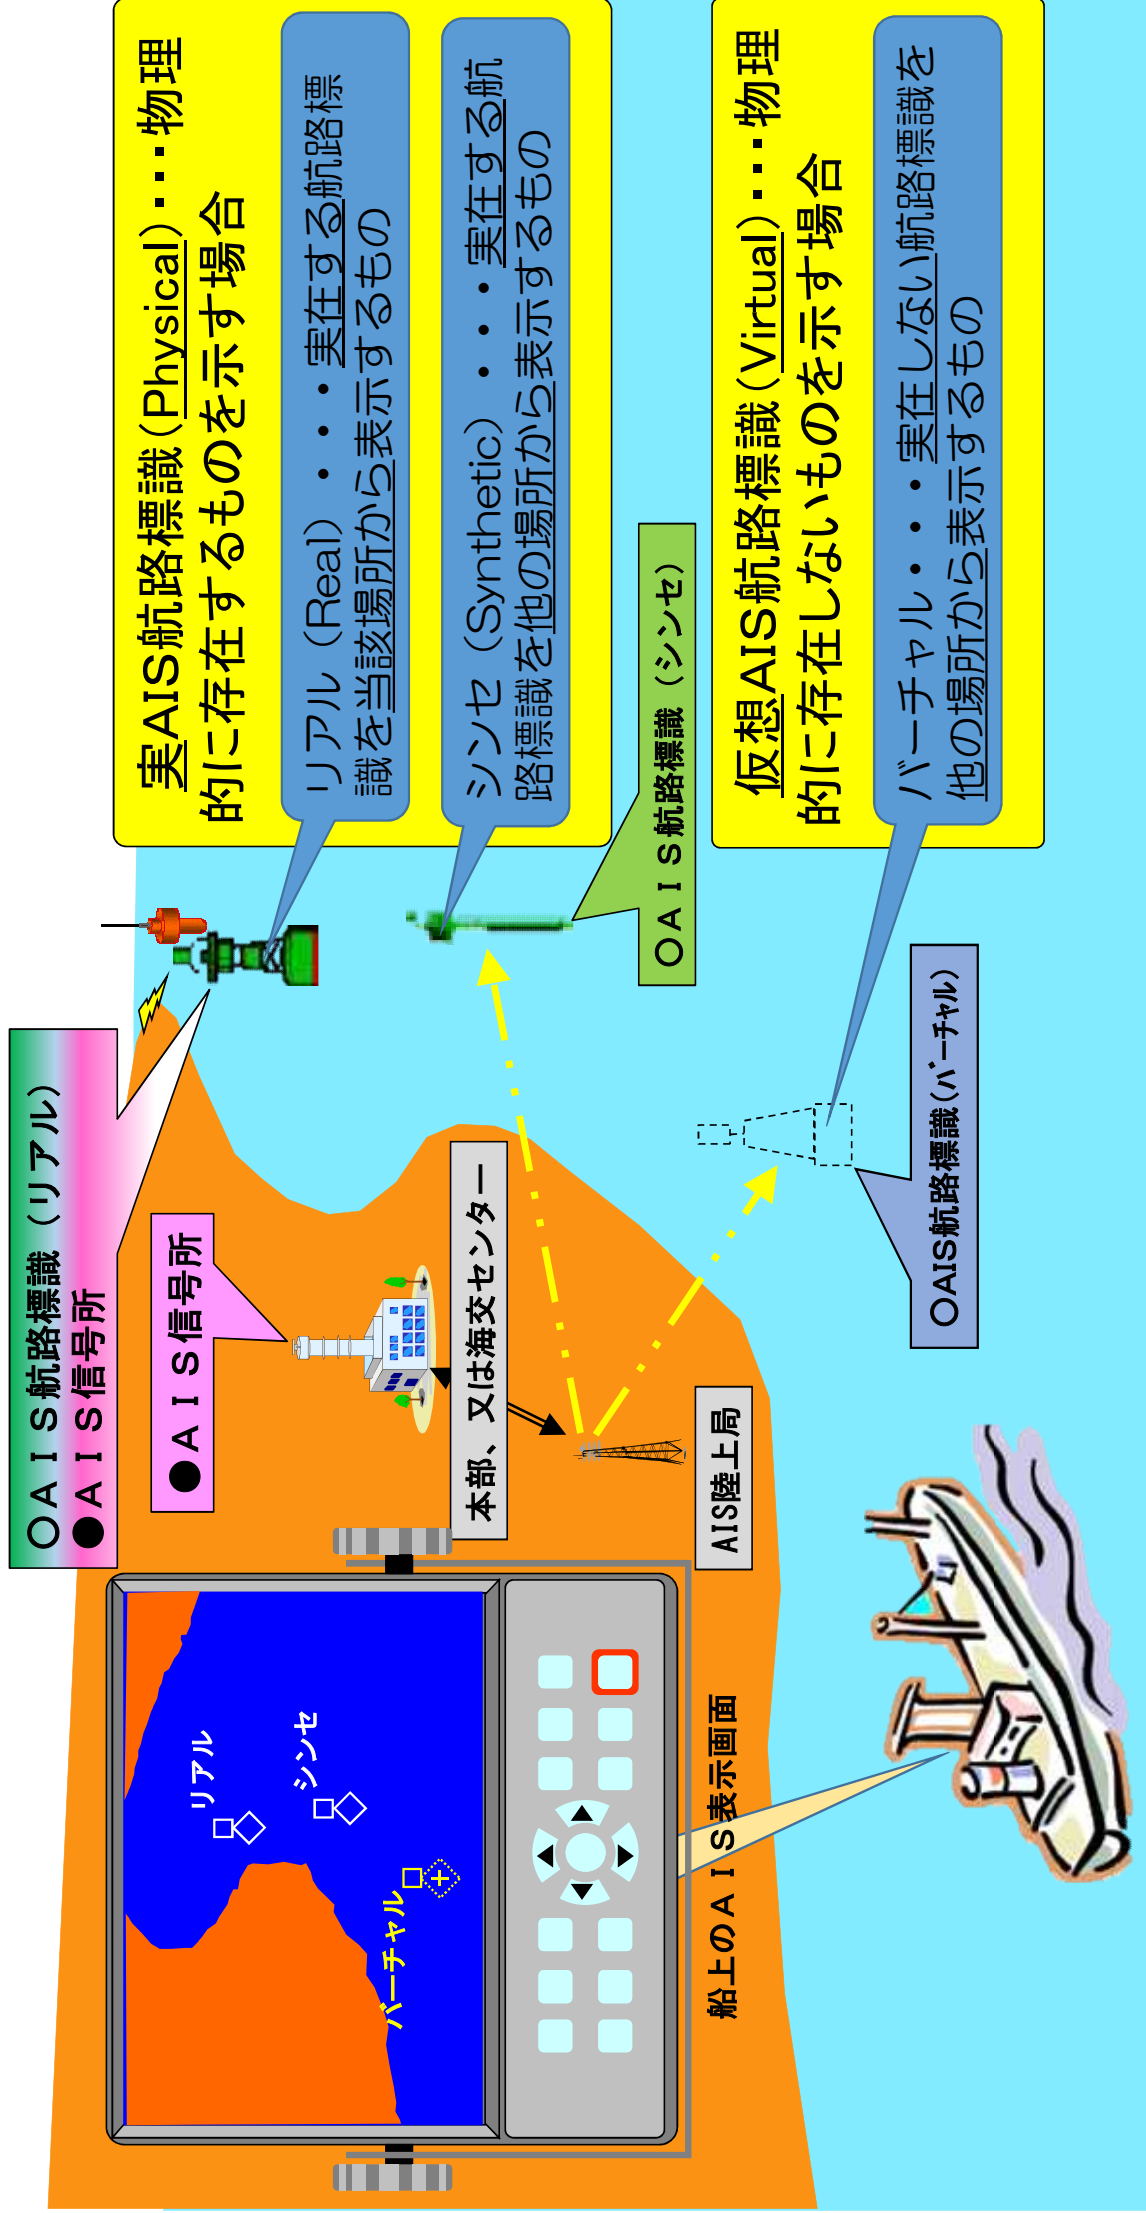 ○ＡＩＳ航路標識（リアル）
●ＡＩＳ信号所
●ＡＩＳ信号所
本部、又は海交センター
AIS陸上局
リアル
シンセ
バーチャル
船上のＡＩＳ表示画面
実AIS航路標識(Physical)・・・物理
的に存在するものを示す場合
リアル（Real）・・・実在する航路標
識を当該場所から表示するもの
シンセ（Synthetic）・・・実在する航
路標識を他の場所から表示するもの
○ＡＩＳ航路標識（シンセ）
仮想AIS航路標識(Virtual)・・・物理
的に存在しないものを示す場合
バーチャル・・・実在しない航路標識を
他の場所から表示するもの
○AIS航路標識(ﾊﾞｰﾁｬﾙ)